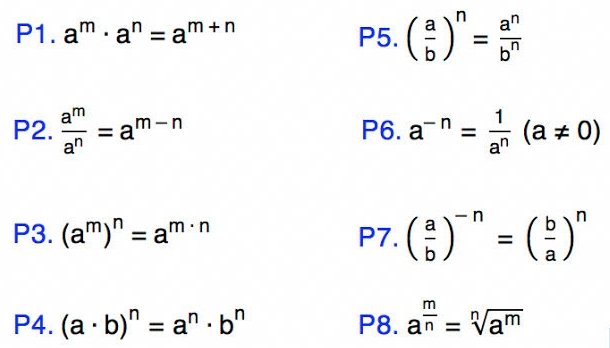 P1. aᵐ · aⁿ = aᵐ⁺ⁿ
P2. aᵐ/aⁿ = aᵐ⁻ⁿ
P3. (aᵐ)ⁿ = aᵐ·ⁿ
P4. (a · b)ⁿ = aⁿ · bⁿ
P5. (a/b)ⁿ = aⁿ/bⁿ
P6. a⁻ⁿ = 1/aⁿ (a ≠ 0)
P7. (a/b)⁻ⁿ = (b/a)ⁿ
P8. a^(m/n) = ⁿ√aᵐ